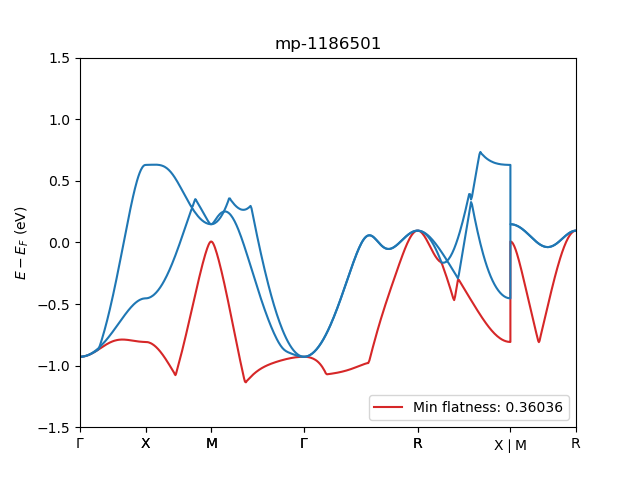 mp-1186501
1.5
1.0
0.5
0.0
−0.5
−1.0
−1.5
E − E_F (eV)
Min flatness: 0.36036
Γ X M Γ R X | M R